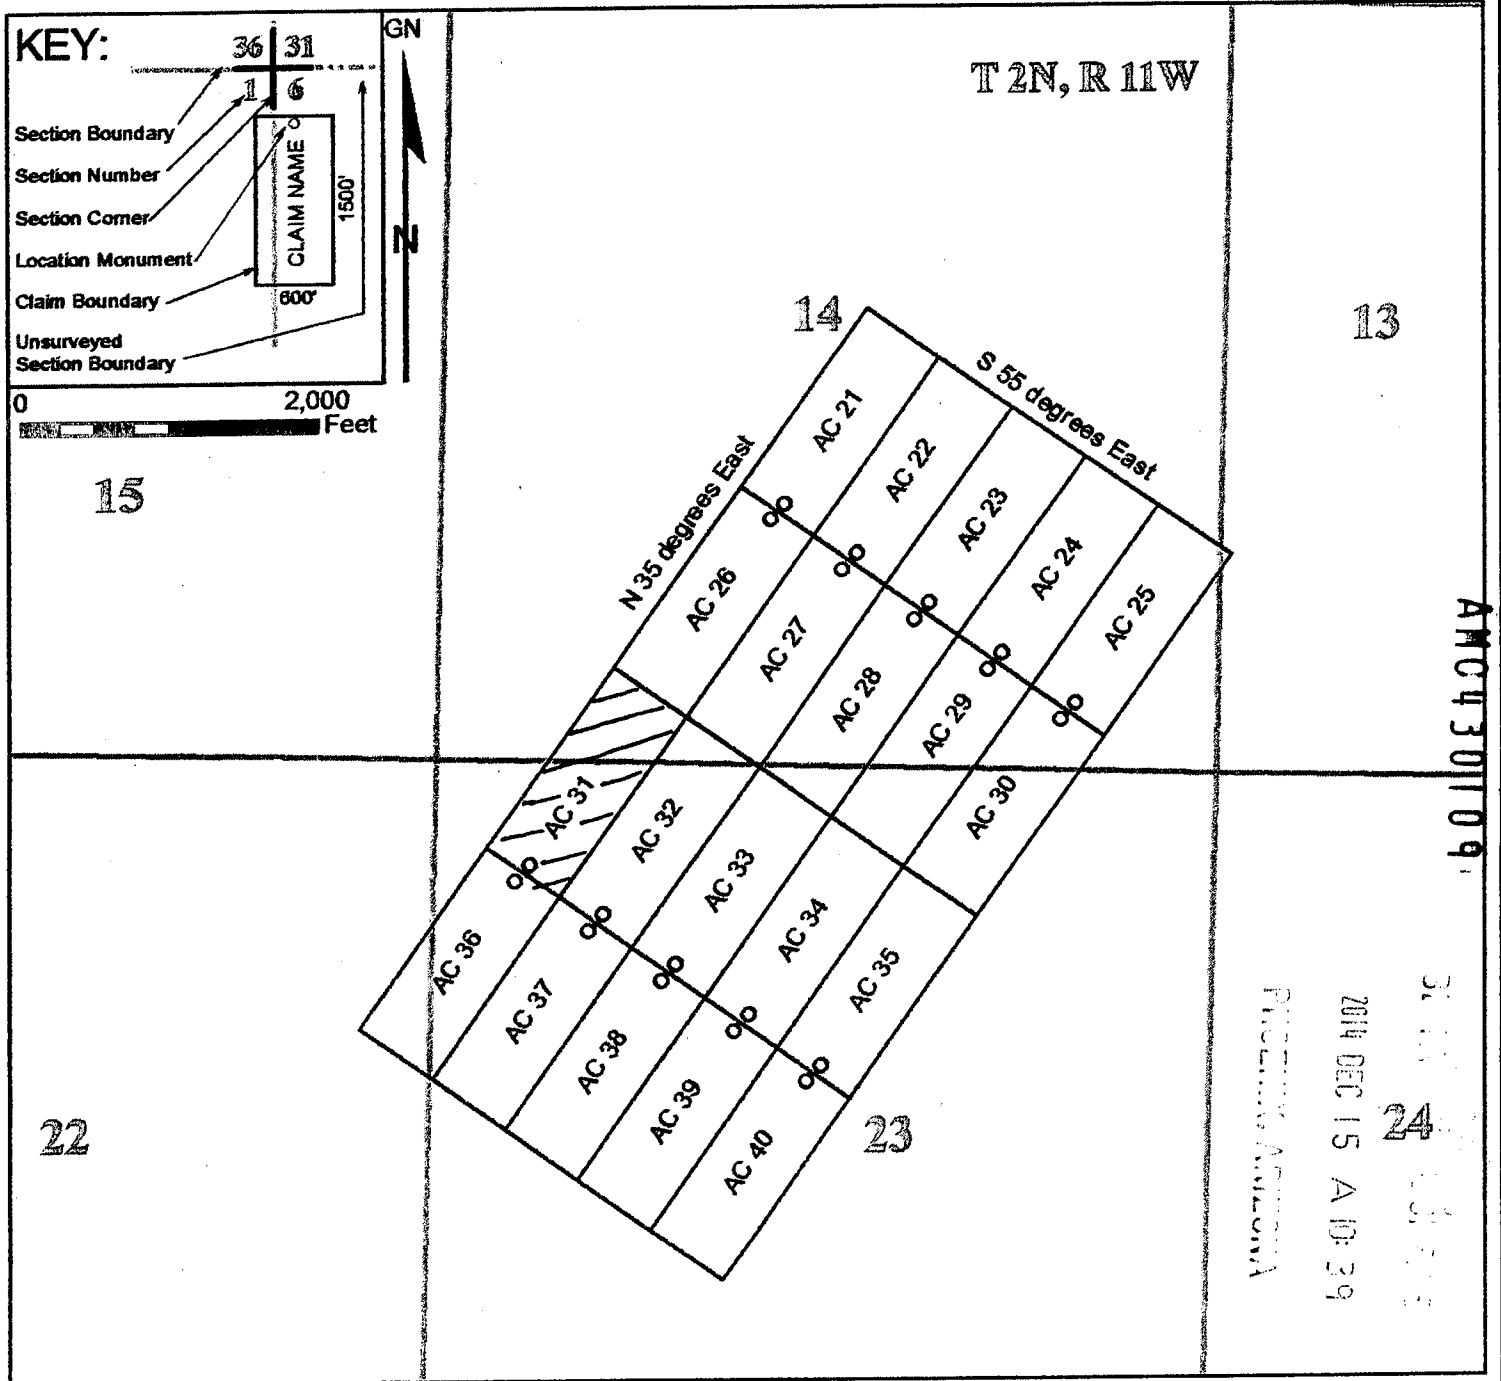 KEY:
36 31
1 6
Section Boundary
Section Number
Section Corner
Location Monument
Claim Boundary
Unsurveyed
Section Boundary
CLAIM NAME
1500'
600'
GN
N
0 2,000
Feet
T 2N, R 11W
14
13
15
S 55 degrees East
N 35 degrees East
AC 21
AC 22
AC 23
AC 24
AC 25
AC 26
AC 27
AC 28
AC 29
AC 30
AC 31
AC 32
AC 33
AC 34
AC 35
AC 36
AC 37
AC 38
AC 39
AC 40
22
23
24
AMC430109
2014 DEC 15 A 10:39